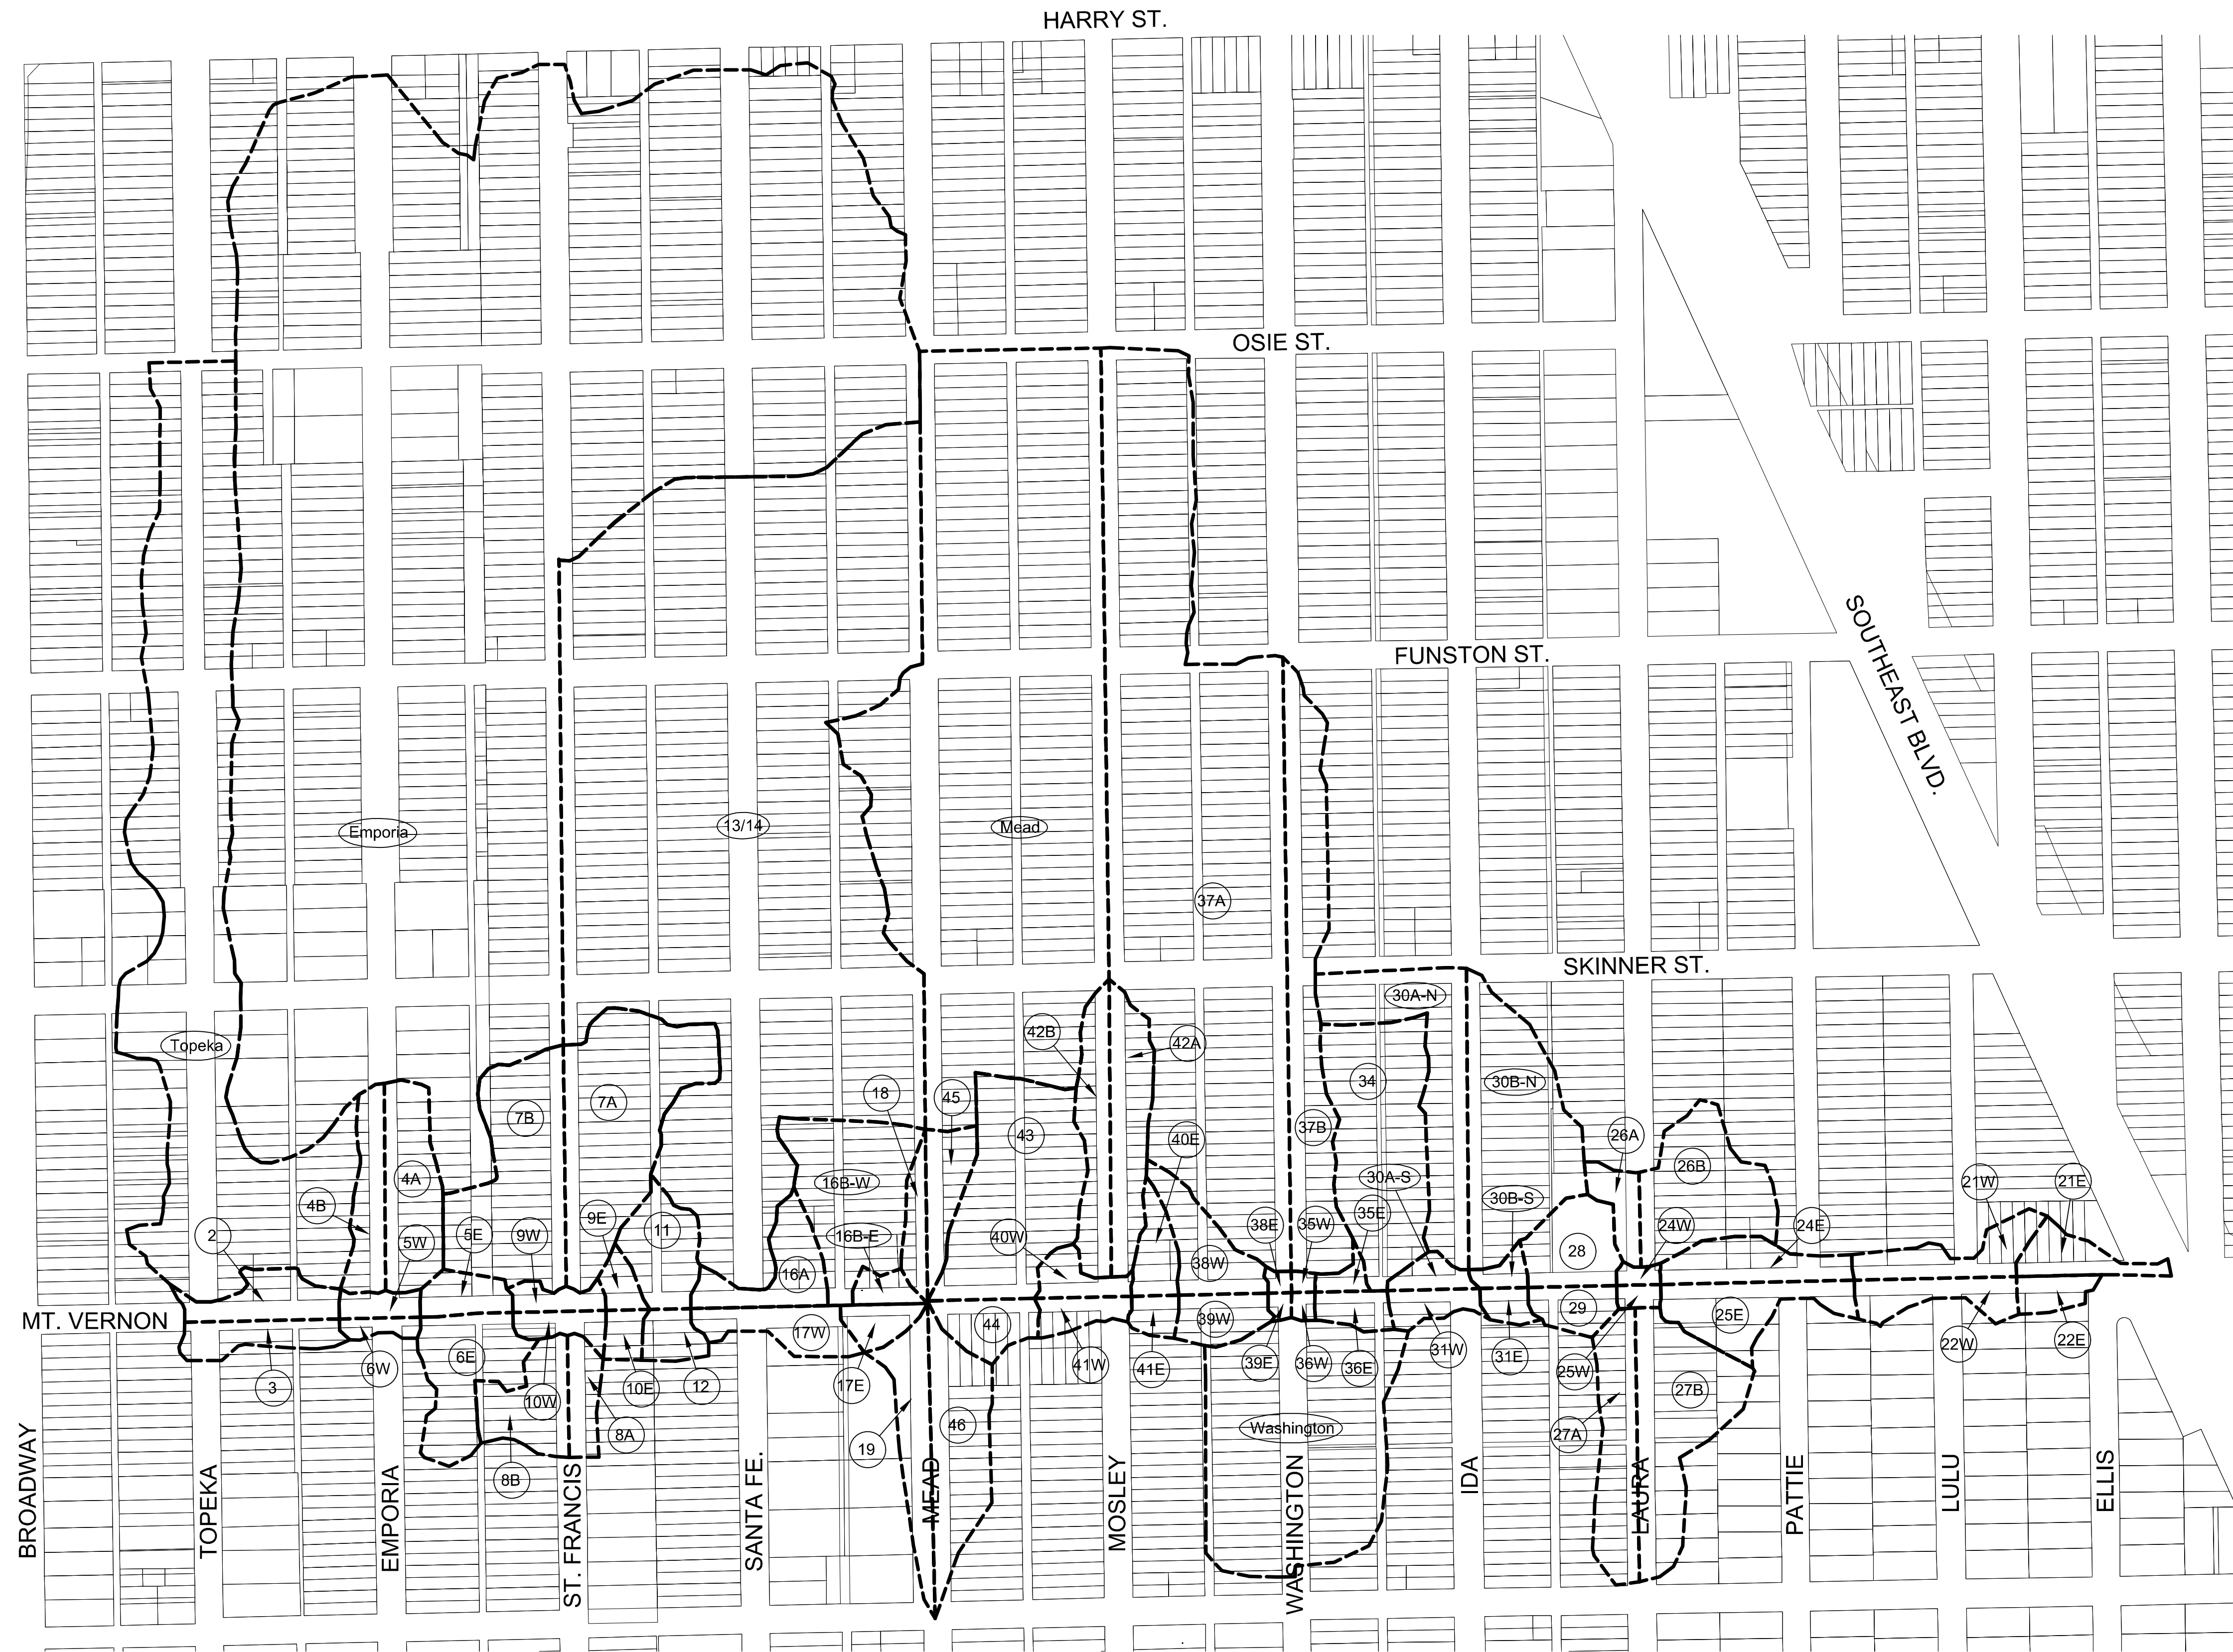 HARRY ST.
OSIE ST.
FUNSTON ST.
SOUTHEAST BLVD.
Emporia
13/14
Mead
37A
SKINNER ST.
30A-N
42B
42A
Topeka
34
30B-N
18
45
7A
7B
37B
43
26A
40E
26B
4A
30A-S
16B-W
21W
21E
30B-S
4B
9E
38E
35W
35E
24W
24E
11
2
5W
5E
9W
16B-E
40W
28
38W
16A
29
25E
MT. VERNON
39W
44
17W
22E
22W
31W
6E
31E
6W
39E
36W
36E
41W
41E
25W
3
10E
12
17E
27B
10W
46
Washington
8A
27A
19
8B
BROADWAY
TOPEKA
EMPORIA
ST. FRANCIS
SANTA FE.
MEAD
MOSLEY
WASHINGTON
IDA
LAURA
PATTIE
LULU
ELLIS